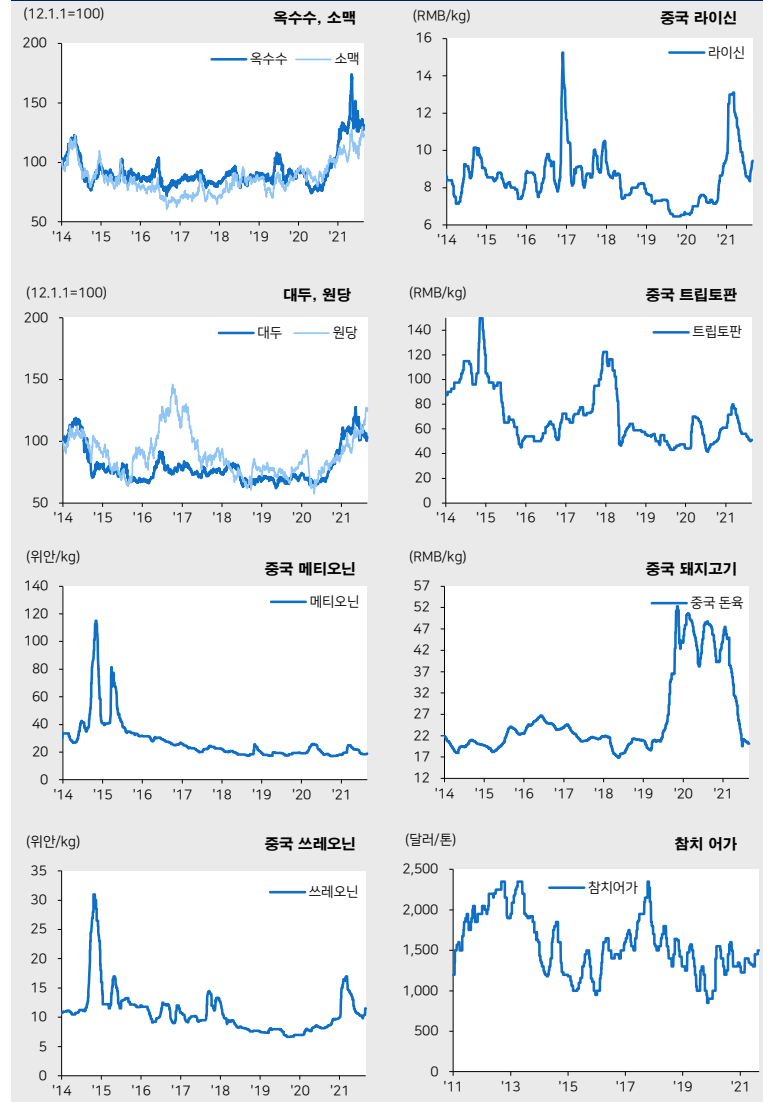 (12.1.1=100) 옥수수, 소맥
200
옥수수 소맥
150
100
50
'14 '15 '16 '17 '18 '19 '20 '21
(RMB/kg) 중국 라이신
16
라이신
14
12
10
8
6
'14 '15 '16 '17 '18 '19 '20 '21
(12.1.1=100) 대두, 원당
200
대두 원당
150
100
50
'14 '15 '16 '17 '18 '19 '20 '21
(RMB/kg) 중국 트립토판
140
트립토판
120
100
80
60
40
20
0
'14 '15 '16 '17 '18 '19 '20 '21
(위안/kg) 중국 메티오닌
140
메티오닌
120
100
80
60
40
20
0
'14 '15 '16 '17 '18 '19 '20 '21
(RMB/kg) 중국 돼지고기
57
중국 돈육
52
47
42
37
32
27
22
17
12
'14 '15 '16 '17 '18 '19 '20 '21
(위안/kg) 중국 쓰레오닌
35
쓰레오닌
30
25
20
15
10
5
0
'14 '15 '16 '17 '18 '19 '20 '21
(달러/톤) 참치 어가
2,500
참치어가
2,000
1,500
1,000
500
0
'11 '13 '15 '17 '19 '21